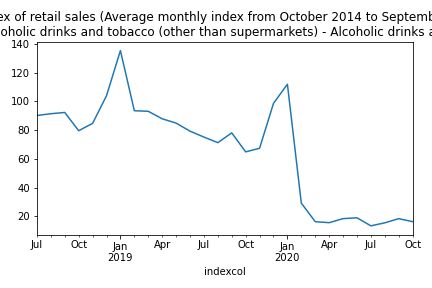 ex of retail sales (Average monthly index from October 2014 to Septemb
oholic drinks and tobacco (other than supermarkets) - Alcoholic drinks a
140
120
100
80
60
40
20
Jul Oct Jan Apr Jul Oct Jan Apr Jul Oct
2019 2020
indexcol